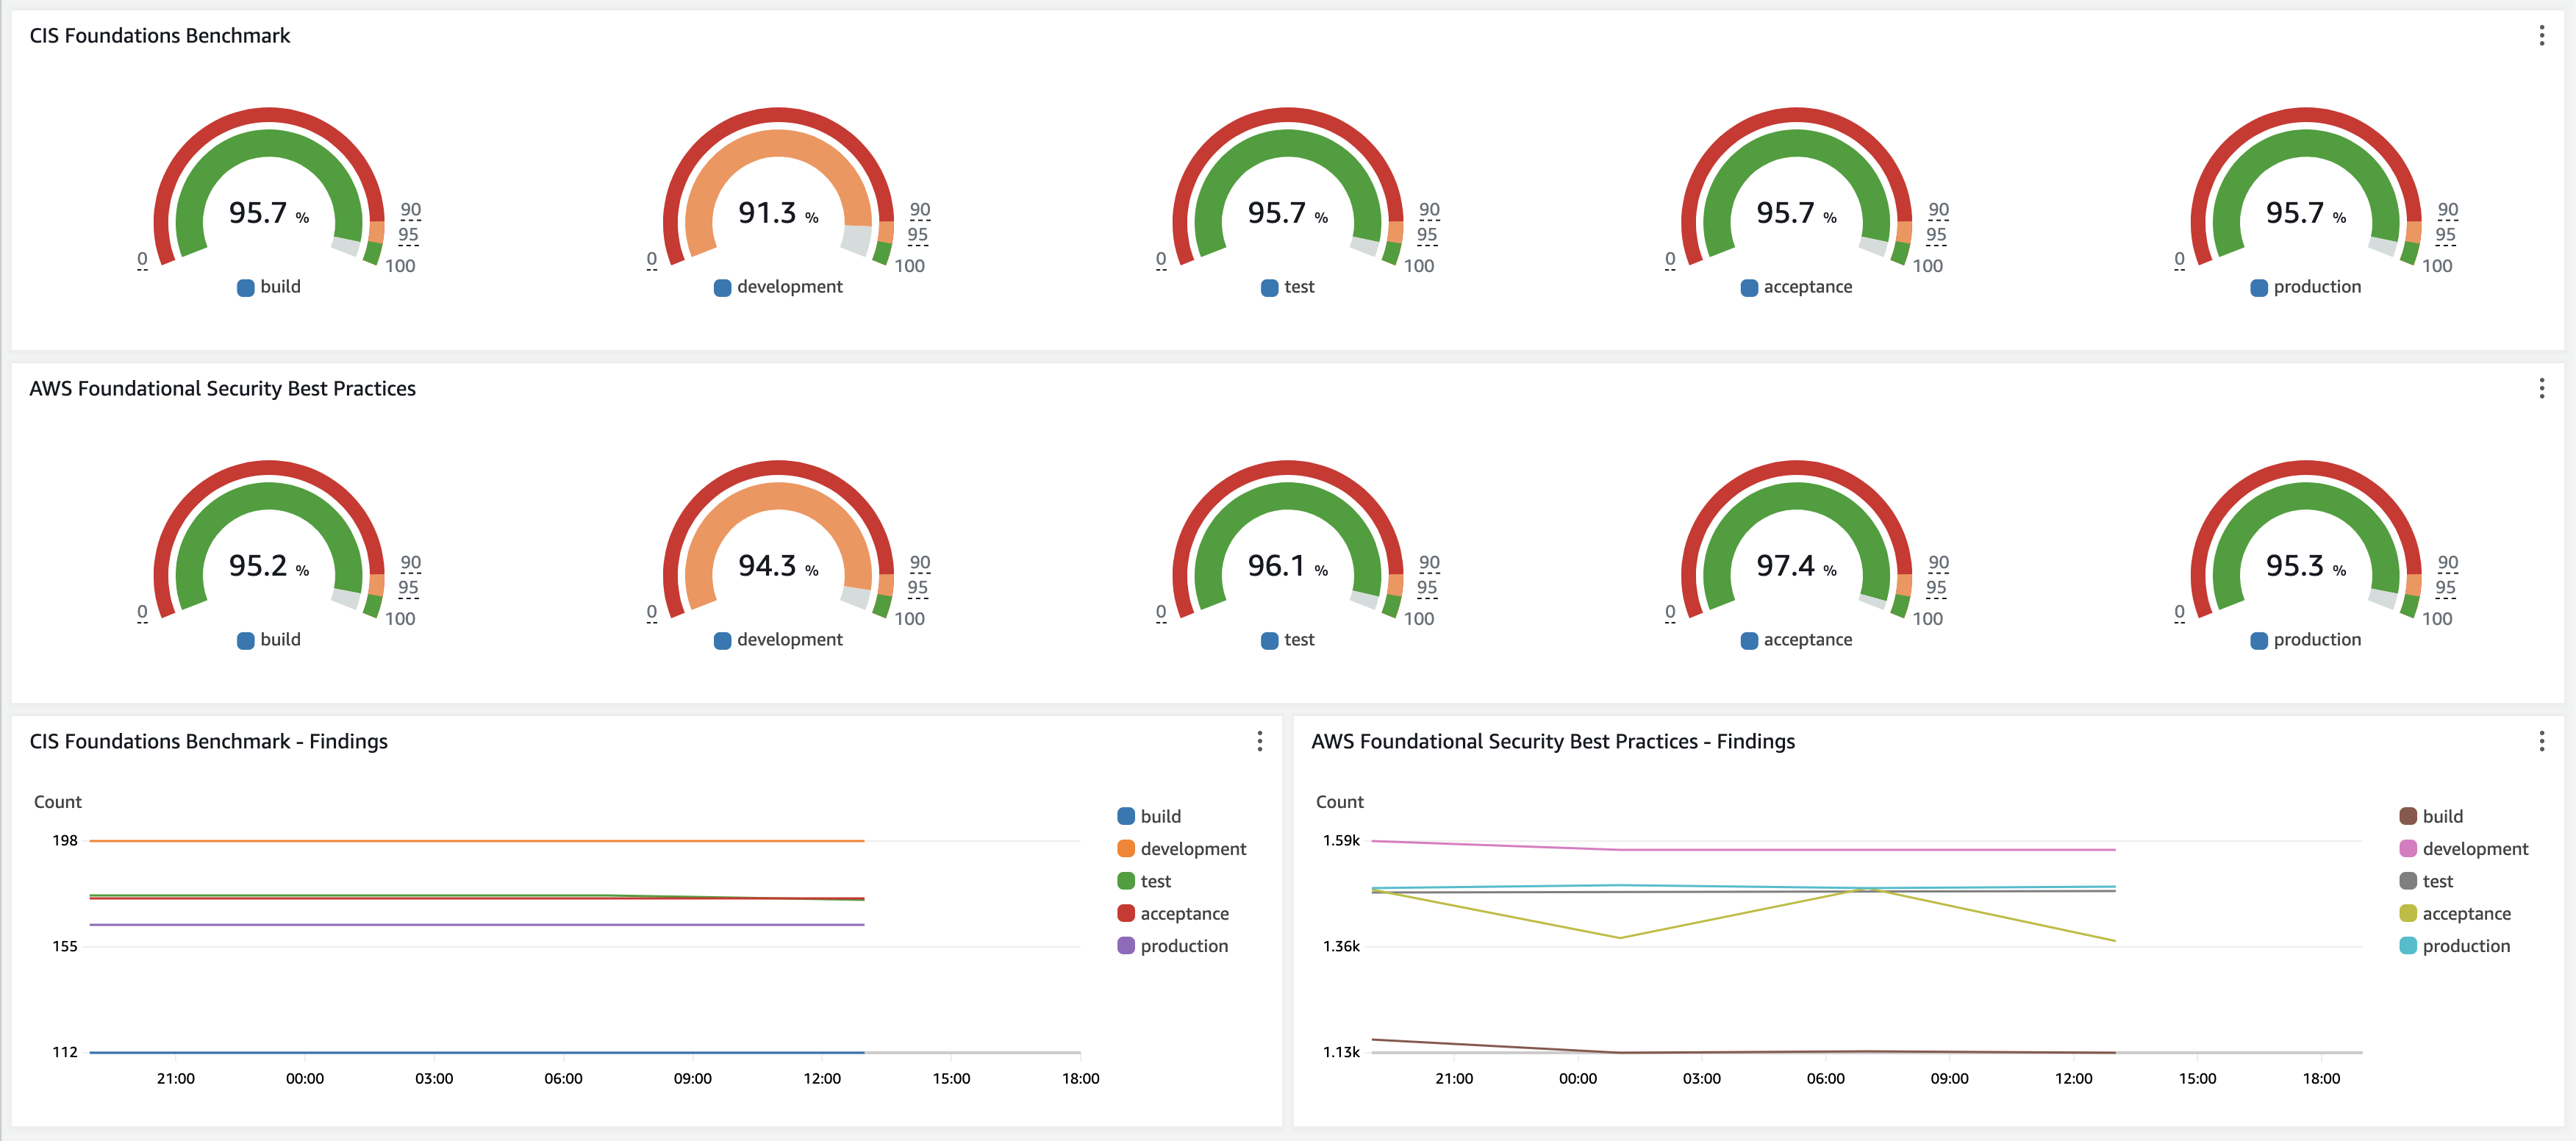 CIS Foundations Benchmark
95.7 %
0
90
95
100
build
91.3 %
0
90
95
100
development
95.7 %
0
90
95
100
test
95.7 %
0
90
95
100
acceptance
95.7 %
0
90
95
100
production
AWS Foundational Security Best Practices
95.2 %
0
90
95
100
build
94.3 %
0
90
95
100
development
96.1 %
0
90
95
100
test
97.4 %
0
90
95
100
acceptance
95.3 %
0
90
95
100
production
CIS Foundations Benchmark - Findings
Count
198
155
112
21:00 00:00 03:00 06:00 09:00 12:00 15:00 18:00
build
development
test
acceptance
production
AWS Foundational Security Best Practices - Findings
Count
1.59k
1.36k
1.13k
21:00 00:00 03:00 06:00 09:00 12:00 15:00 18:00
build
development
test
acceptance
production